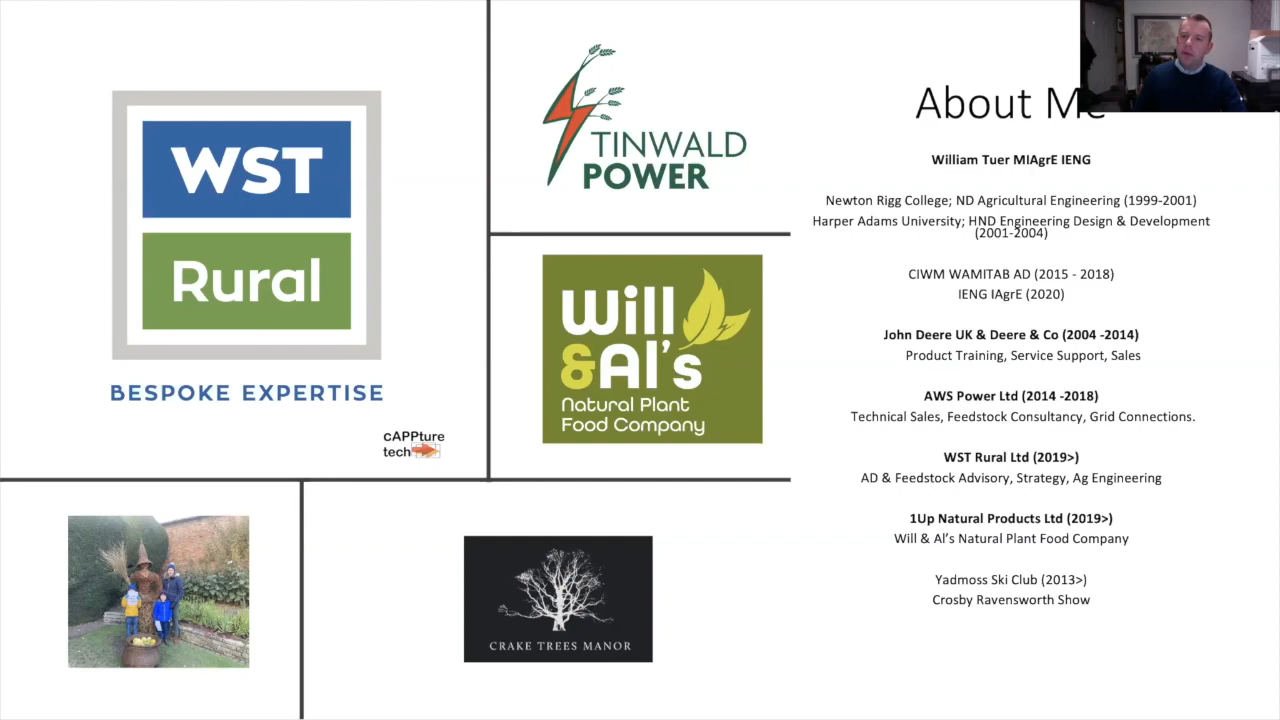 WST
Rural
BESPOKE EXPERTISE
cAPPture
tech
TINWALD
POWER
Will
&Al's
Natural Plant
Food Company
CRAKE TREES MANOR
About Me
William Tuer MIAgrE IENG
Newton Rigg College; ND Agricultural Engineering (1999-2001)
Harper Adams University; HND Engineering Design & Development
(2001-2004)
CIWM WAMITAB AD (2015 - 2018)
IENG IAgrE (2020)
John Deere UK & Deere & Co (2004 -2014)
Product Training, Service Support, Sales
AWS Power Ltd (2014 -2018)
Technical Sales, Feedstock Consultancy, Grid Connections.
WST Rural Ltd (2019>)
AD & Feedstock Advisory, Strategy, Ag Engineering
1Up Natural Products Ltd (2019>)
Will & Al's Natural Plant Food Company
Yadmoss Ski Club (2013>)
Crosby Ravensworth Show